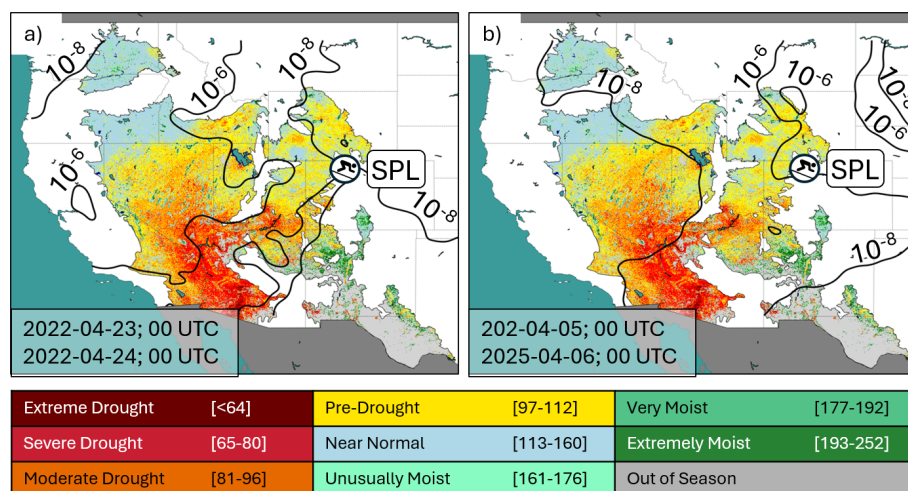 a)
10-8
10-6
10-8
10-6
SPL
10-8
2022-04-23; 00 UTC
2022-04-24; 00 UTC
b)
10-8
10-6
10-6
10-8
10-6
SPL
10-8
202-04-05; 00 UTC
2025-04-06; 00 UTC
Extreme Drought [<64] Pre-Drought [97-112] Very Moist [177-192]
Severe Drought [65-80] Near Normal [113-160] Extremely Moist [193-252]
Moderate Drought [81-96] Unusually Moist [161-176] Out of Season